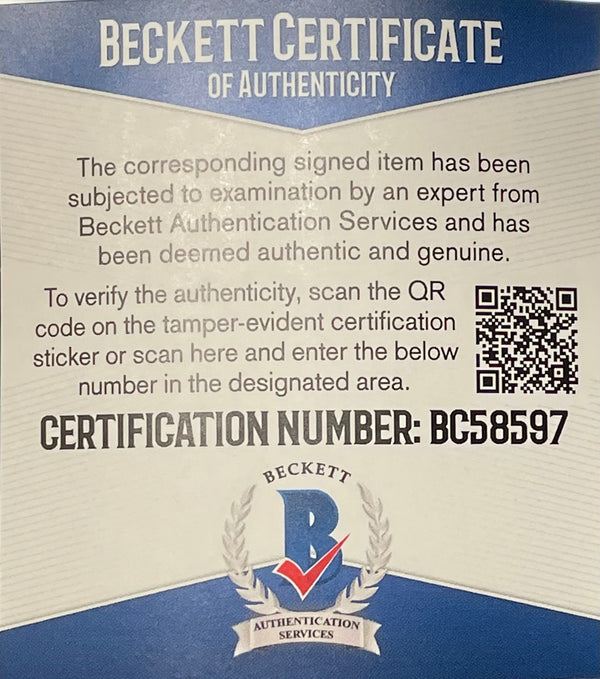 BECKETT CERTIFICATE
OF AUTHENTICITY
The corresponding signed item has been
subjected to examination by an expert from
Beckett Authentication Services and has
been deemed authentic and genuine.
To verify the authenticity, scan the QR
code on the tamper-evident certification
sticker or scan here and enter the below
number in the designated area.
CERTIFICATION NUMBER: BC58597
BECKETT
B
AUTHENTICATION
SERVICES